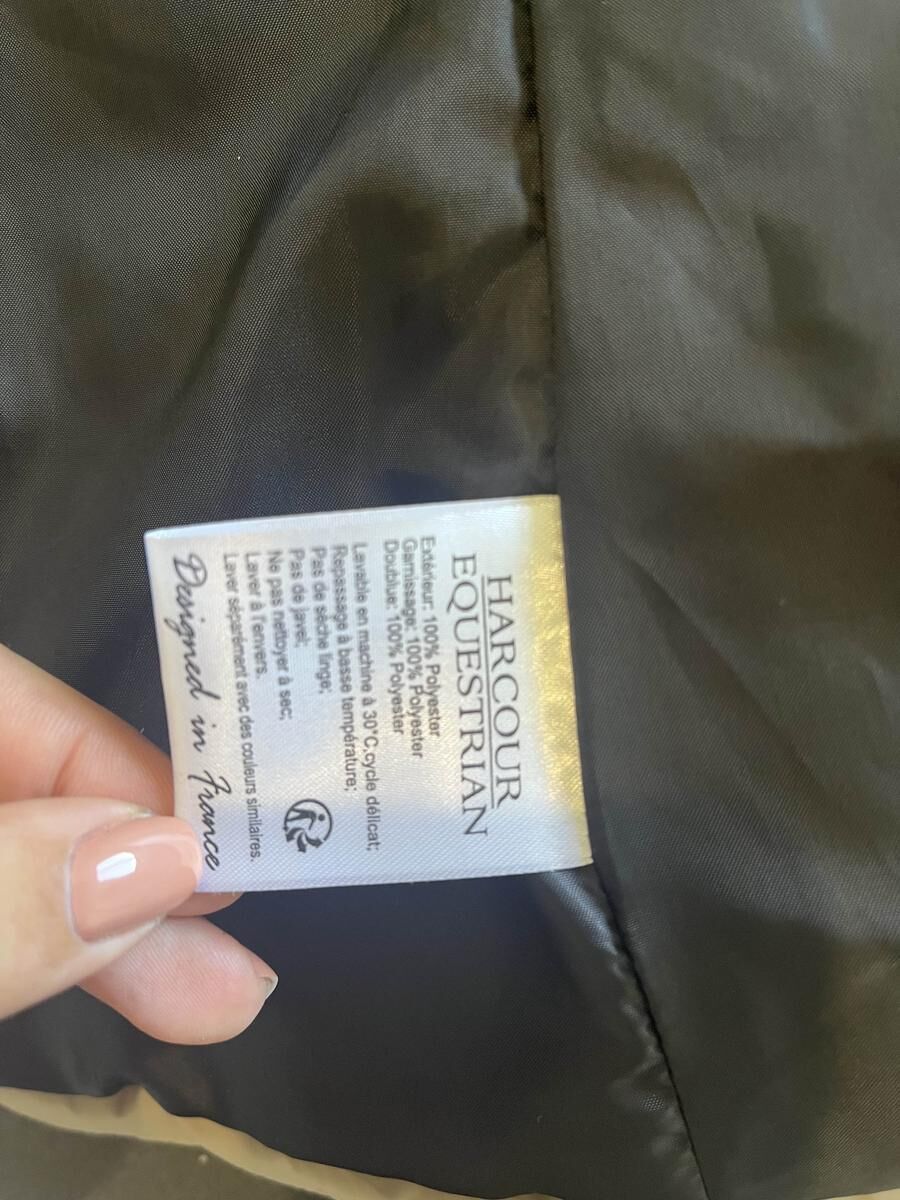 HARCOUR
EQUESTRIAN
Extérieur: 100% Polyester
Garnissage: 100% Polyester
Doublue: 100% Polyester
Lavable en machine à 30°C,cycle délicat;
Repassage à basse température;
Pas de sèche linge;
Pas de javel;
Ne pas nettoyer à sec;
Laver à l'envers.
Laver séparément avec des couleurs similaires.
Designed in France